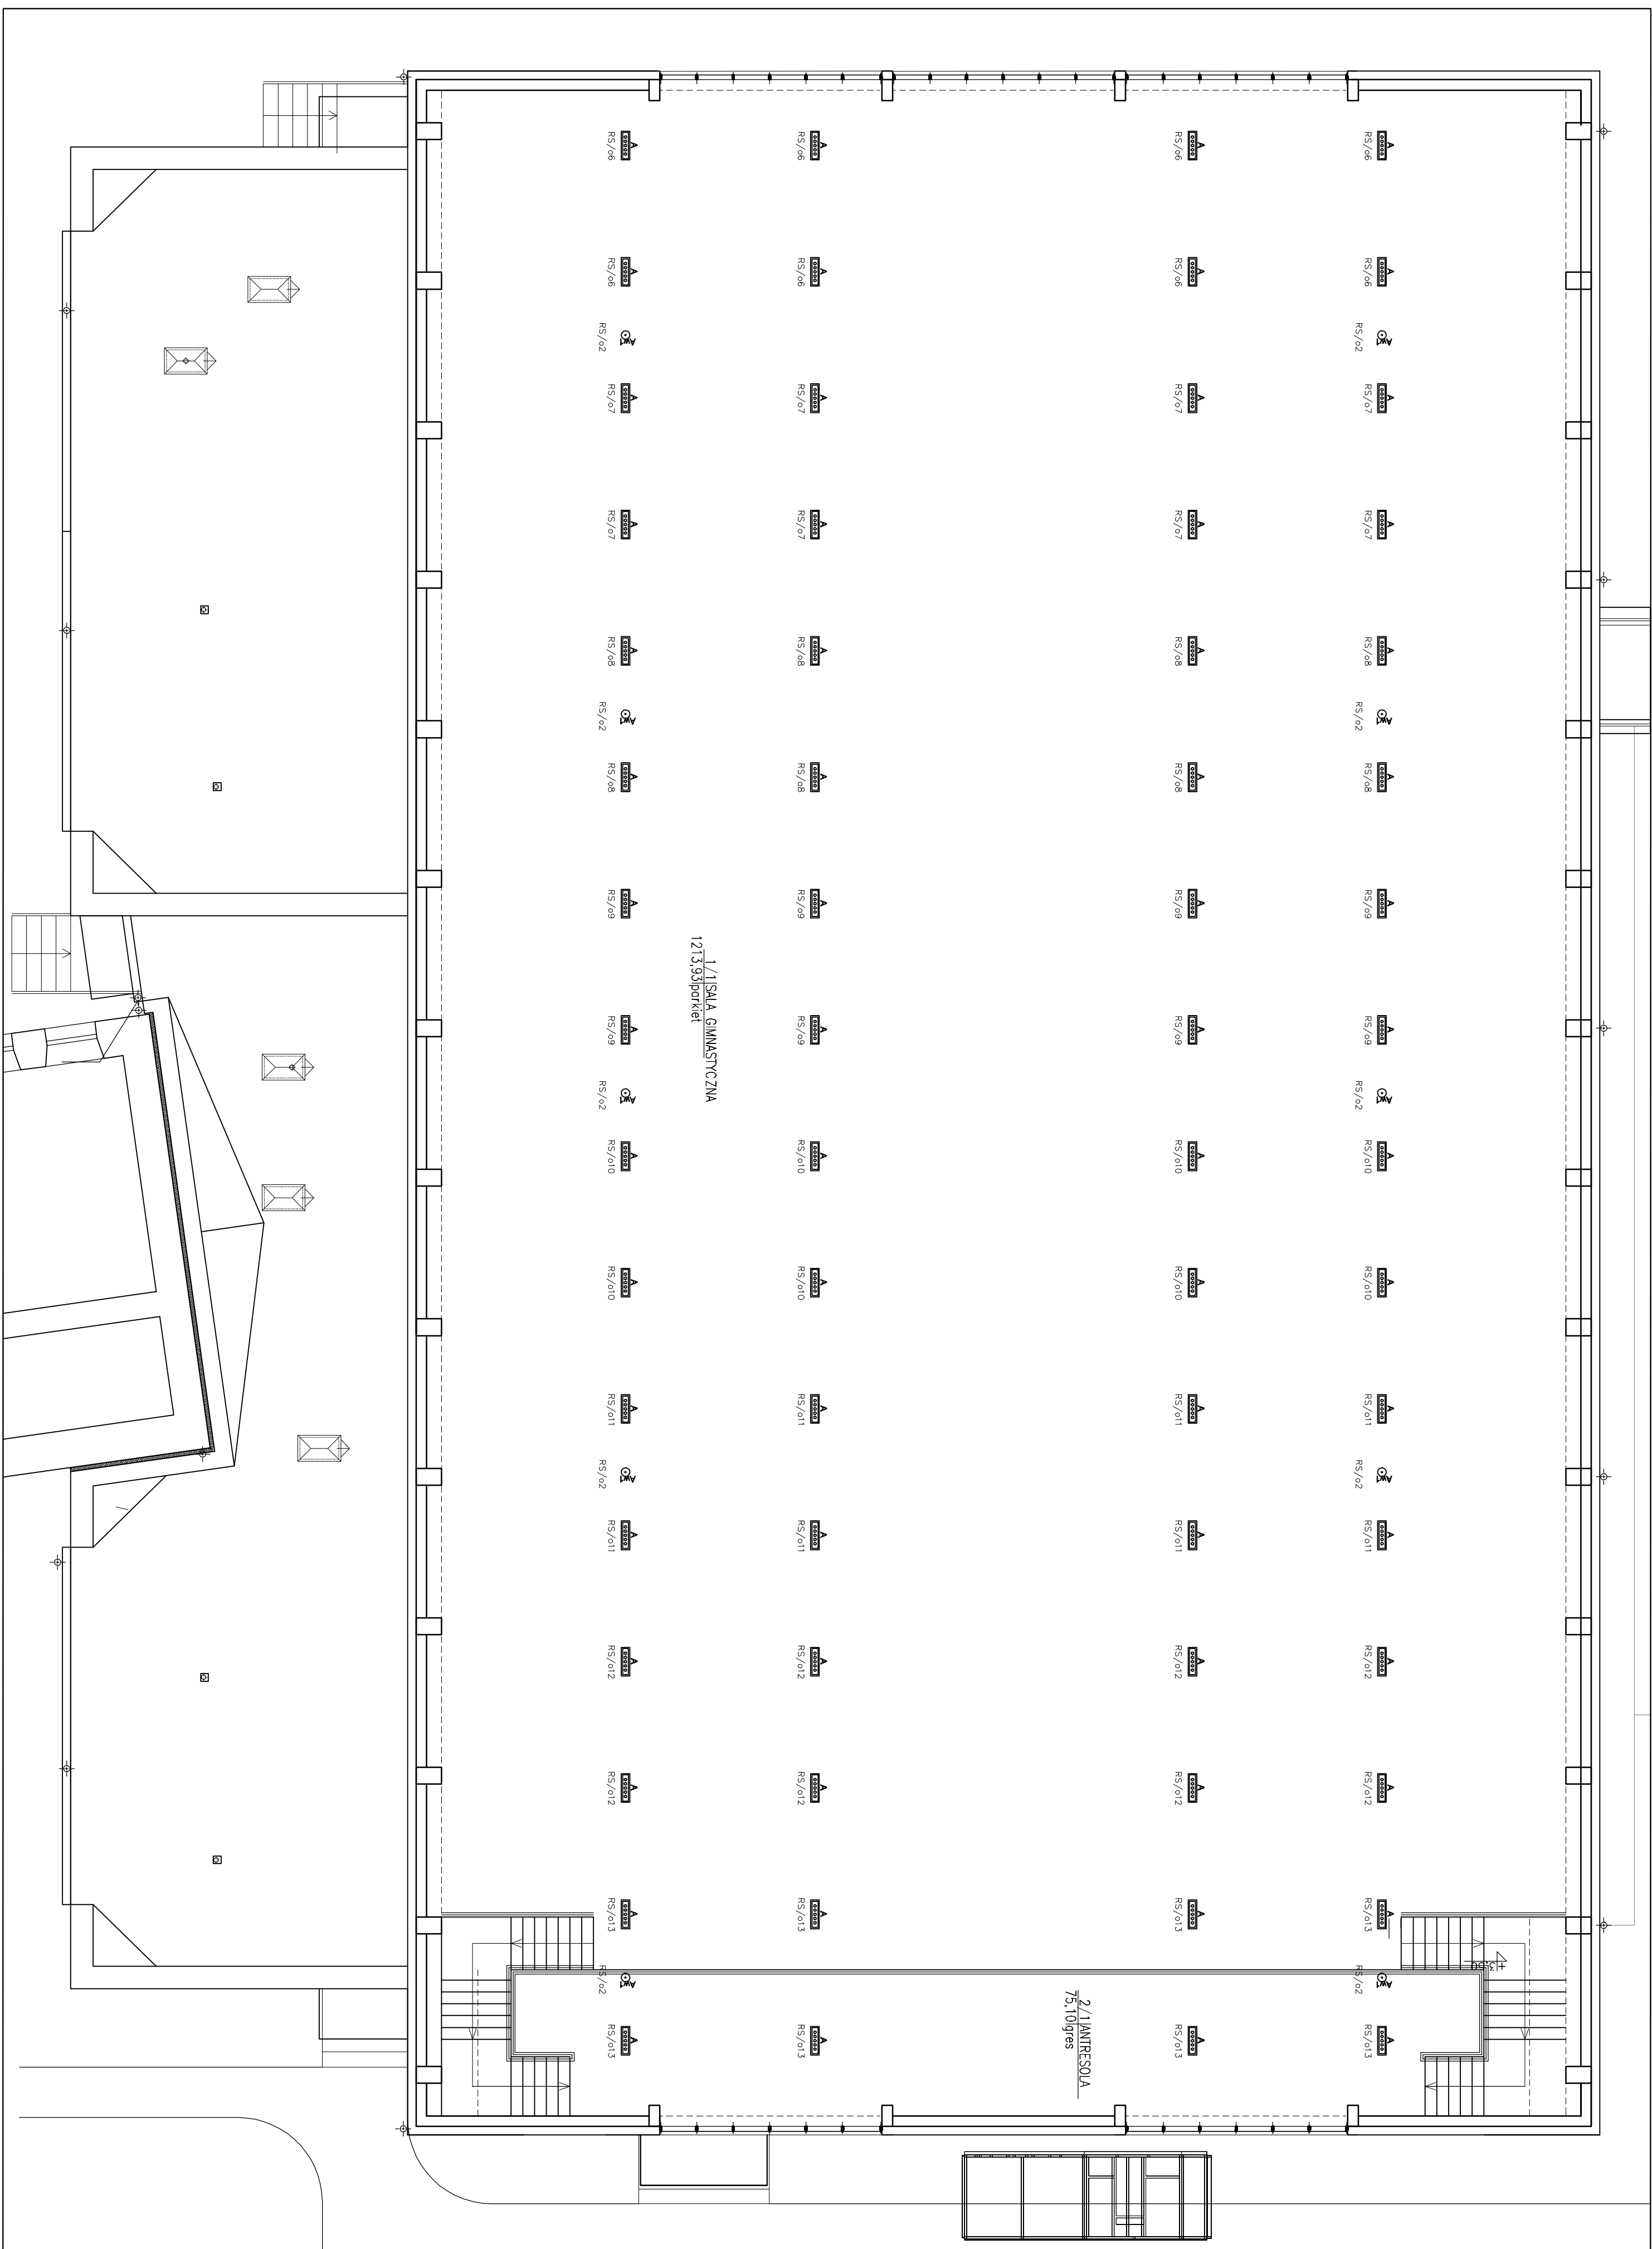 RS/o6 A RS/o6 A RS/o6 A RS/o6 A
RS/o6 A RS/o6 A RS/o6 A RS/o6 A
RS/o2 RS/o2
RS/o7 A RS/o7 A RS/o7 A RS/o7 A
RS/o7 A RS/o7 A RS/o7 A RS/o7 A
RS/o8 A RS/o8 A RS/o8 A RS/o8 A
RS/o2 RS/o2
RS/o8 A RS/o8 A RS/o8 A RS/o8 A
RS/o9 A RS/o9 A RS/o9 A RS/o9 A
1/1 SALA GIMNASTYCZNA
1213,93 parkiet
RS/o9 A RS/o9 A RS/o9 A RS/o9 A
RS/o2 RS/o2
RS/o10 A RS/o10 A RS/o10 A RS/o10 A
RS/o10 A RS/o10 A RS/o10 A RS/o10 A
RS/o11 A RS/o11 A RS/o11 A RS/o11 A
RS/o2 RS/o2
RS/o11 A RS/o11 A RS/o11 A RS/o11 A
RS/o12 A RS/o12 A RS/o12 A RS/o12 A
RS/o12 A RS/o12 A RS/o12 A RS/o12 A
RS/o13 A RS/o13 A RS/o13 A RS/o13 A
RS/o2 RS/o2
+3,50
2/1 ANTRESOLA
75,10 gres
RS/o13 A RS/o13 A RS/o13 A RS/o13 A